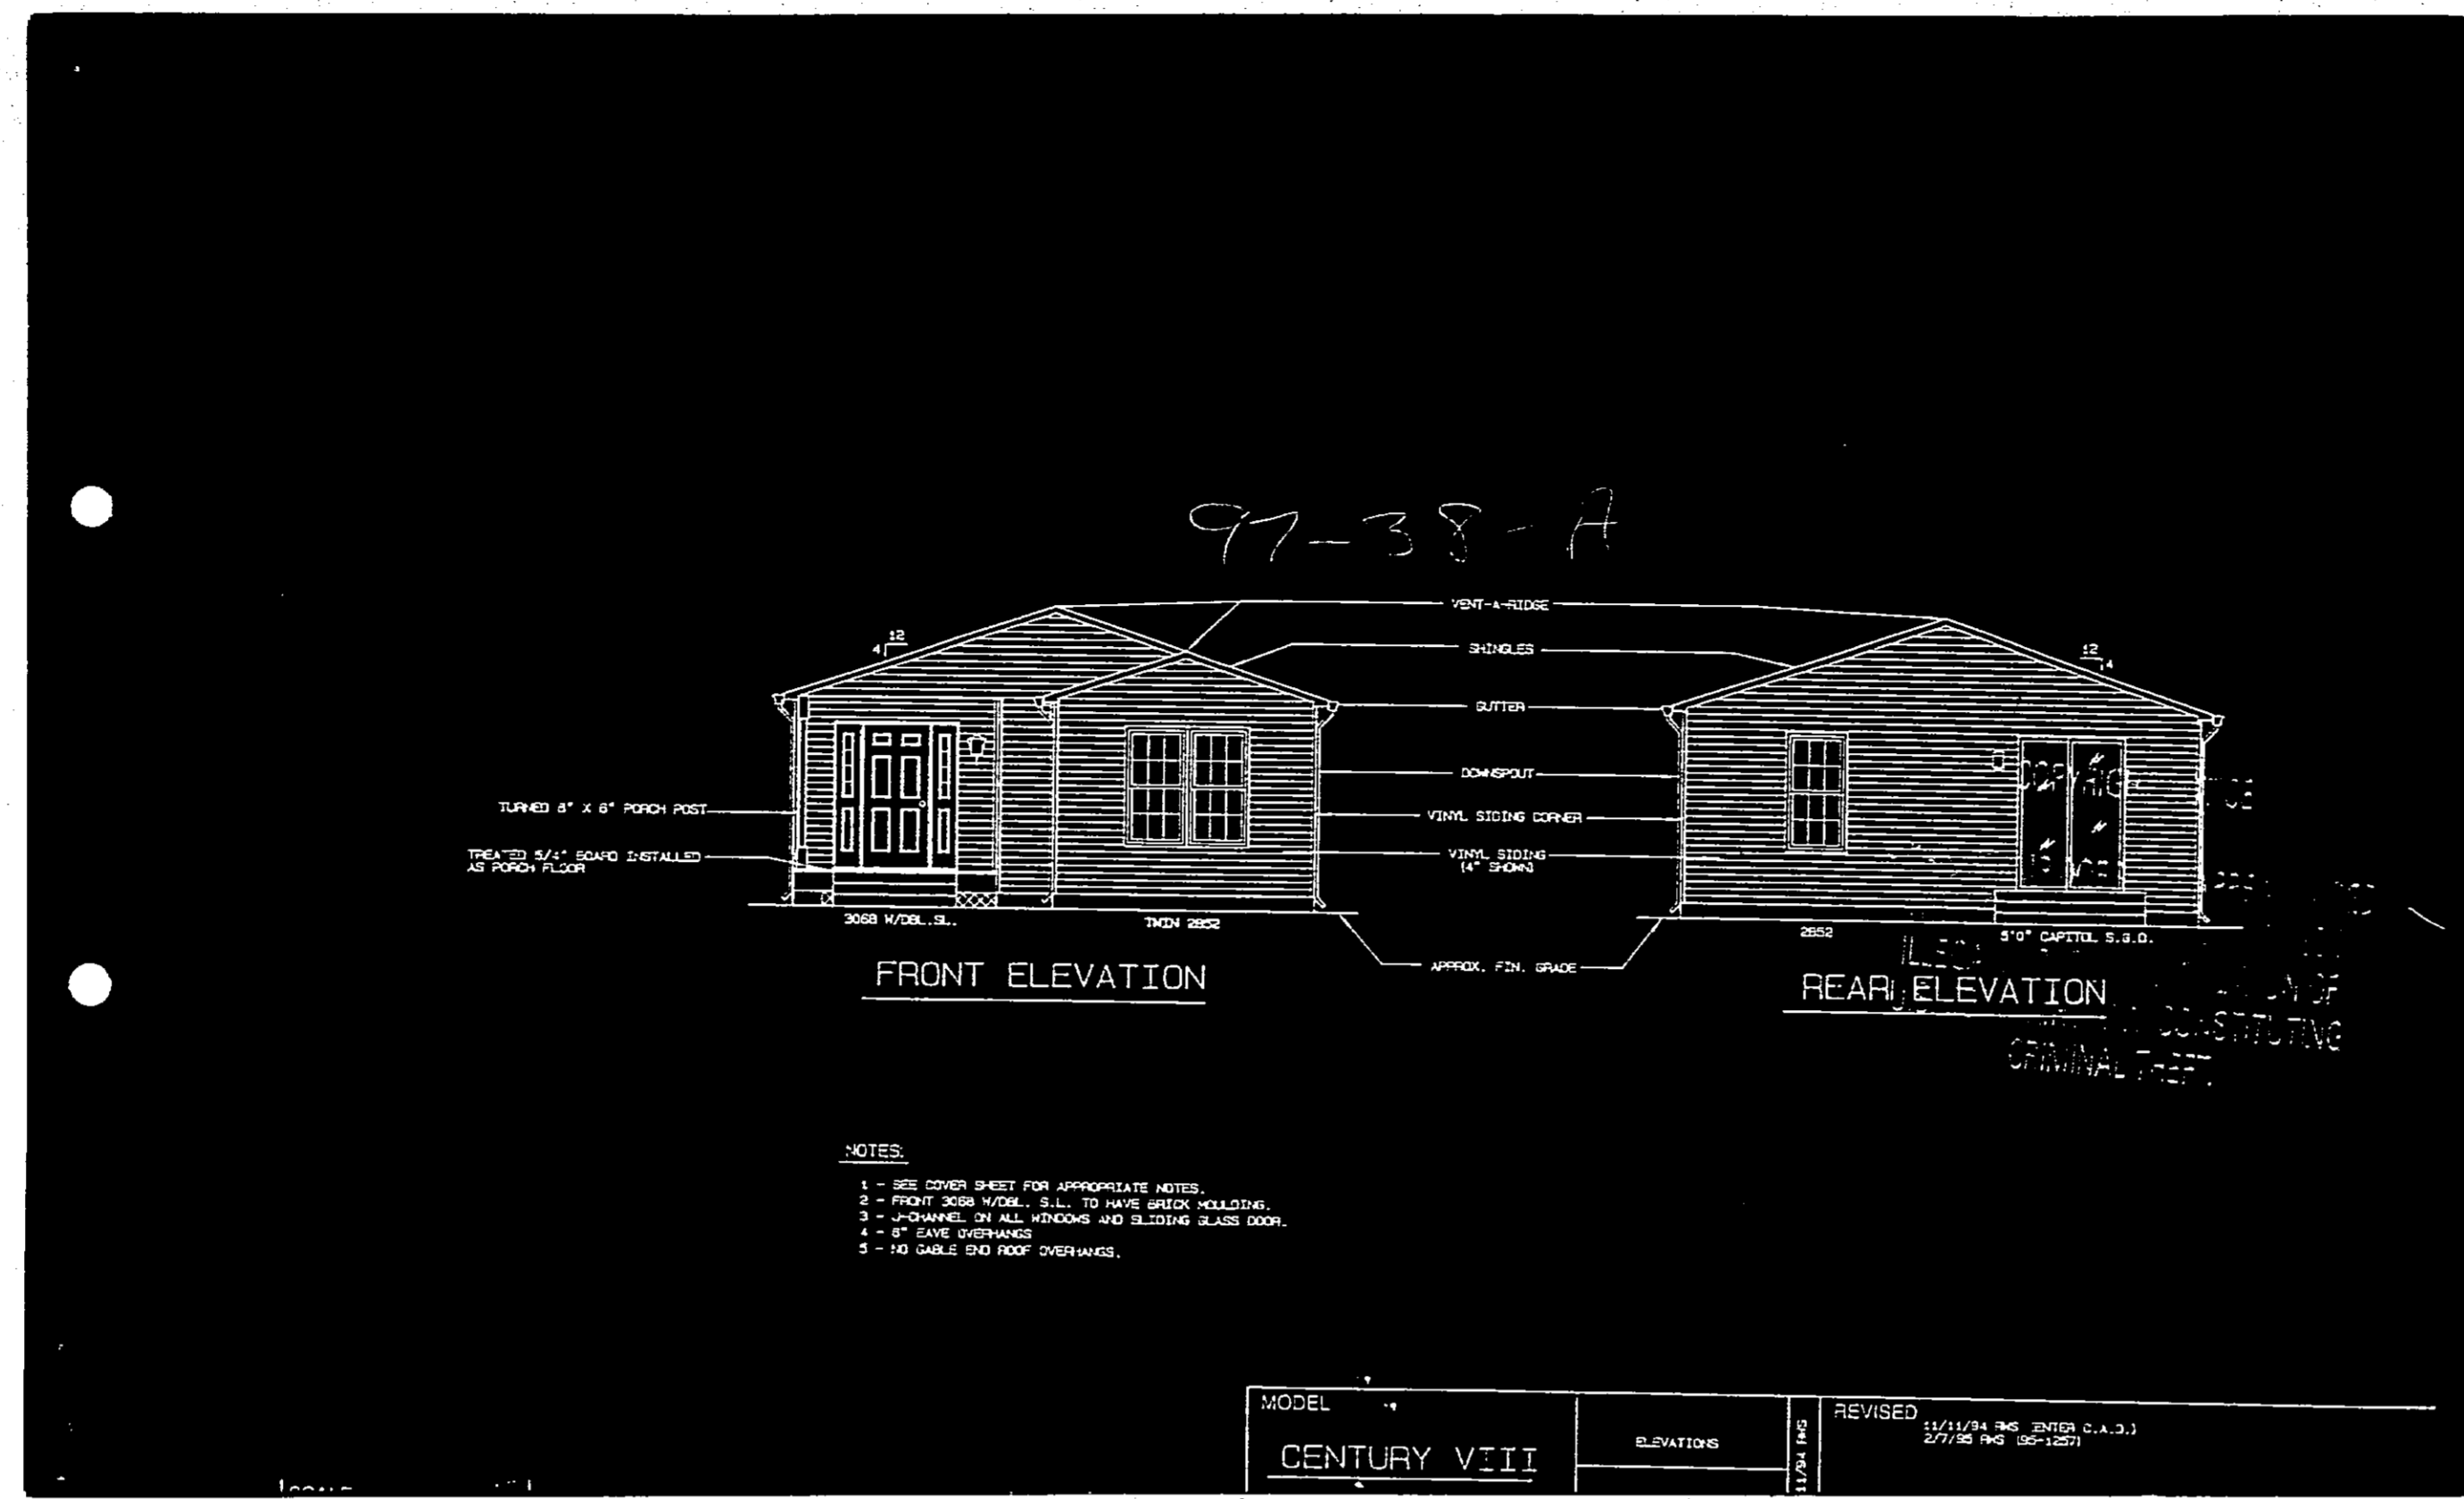 97-38-A
VENT-A-RIDGE
12
4
SHINGLES
12
4
GUTTER
DOWNSPOUT
TURNED 6" X 6" PORCH POST
VINYL SIDING CORNER
TREATED 5/4" BOARD INSTALLED
AS PORCH FLOOR
VINYL SIDING
(4" SHOWN)
3068 W/DBL.SL.
TWIN 2852
2852
5'0" CAPITOL S.G.D.
APPROX. FIN. GRADE
FRONT ELEVATION
REAR ELEVATION
OF
CONSTITUTING
CRIMINAL THEFT.
NOTES:
1 - SEE COVER SHEET FOR APPROPRIATE NOTES.
2 - FRONT 3068 W/DBL. S.L. TO HAVE BRICK MOULDING.
3 - J-CHANNEL ON ALL WINDOWS AND SLIDING GLASS DOOR.
4 - 6" EAVE OVERHANGS
5 - NO GABLE END ROOF OVERHANGS.
MODEL
CENTURY VIII
ELEVATIONS
11/94 RWS
REVISED
11/11/94 RWS (ENTER C.A.D.)
2/7/95 RWS (95-1257)